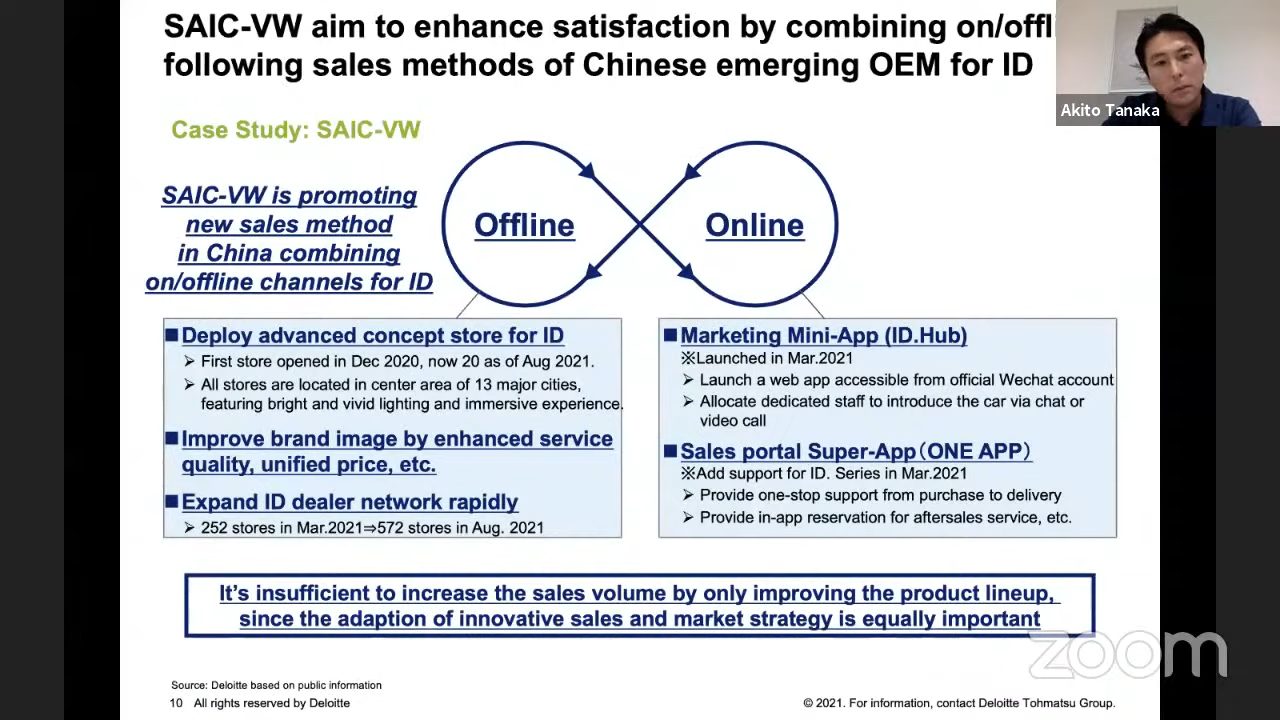 SAIC-VW aim to enhance satisfaction by combining on/offl
following sales methods of Chinese emerging OEM for ID
Akito Tanaka
Case Study: SAIC-VW
SAIC-VW is promoting
new sales method
in China combining
on/offline channels for ID
Offline
Online
■Deploy advanced concept store for ID
➢ First store opened in Dec 2020, now 20 as of Aug 2021.
➢ All stores are located in center area of 13 major cities,
featuring bright and vivid lighting and immersive experience.
■Improve brand image by enhanced service
quality, unified price, etc.
■Expand ID dealer network rapidly
➢ 252 stores in Mar.2021⇒572 stores in Aug. 2021
■Marketing Mini-App (ID.Hub)
※Launched in Mar.2021
➢ Launch a web app accessible from official Wechat account
➢ Allocate dedicated staff to introduce the car via chat or
video call
■Sales portal Super-App（ONE APP）
※Add support for ID. Series in Mar.2021
➢ Provide one-stop support from purchase to delivery
➢ Provide in-app reservation for aftersales service, etc.
It's insufficient to increase the sales volume by only improving the product lineup,
since the adaption of innovative sales and market strategy is equally important
zoom
Source: Deloitte based on public information
10 All rights reserved by Deloitte
© 2021. For information, contact Deloitte Tohmatsu Group.